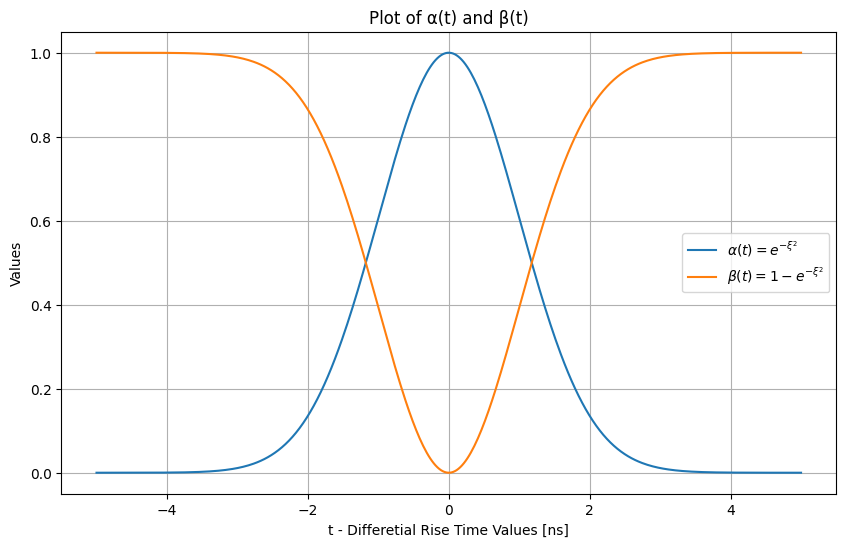 Plot of α(t) and β(t)
Values
1.0
0.8
0.6
0.4
0.2
0.0
α(t) = e^{-ξ²}
β(t) = 1 − e^{-ξ²}
−4 −2 0 2 4
t - Differetial Rise Time Values [ns]